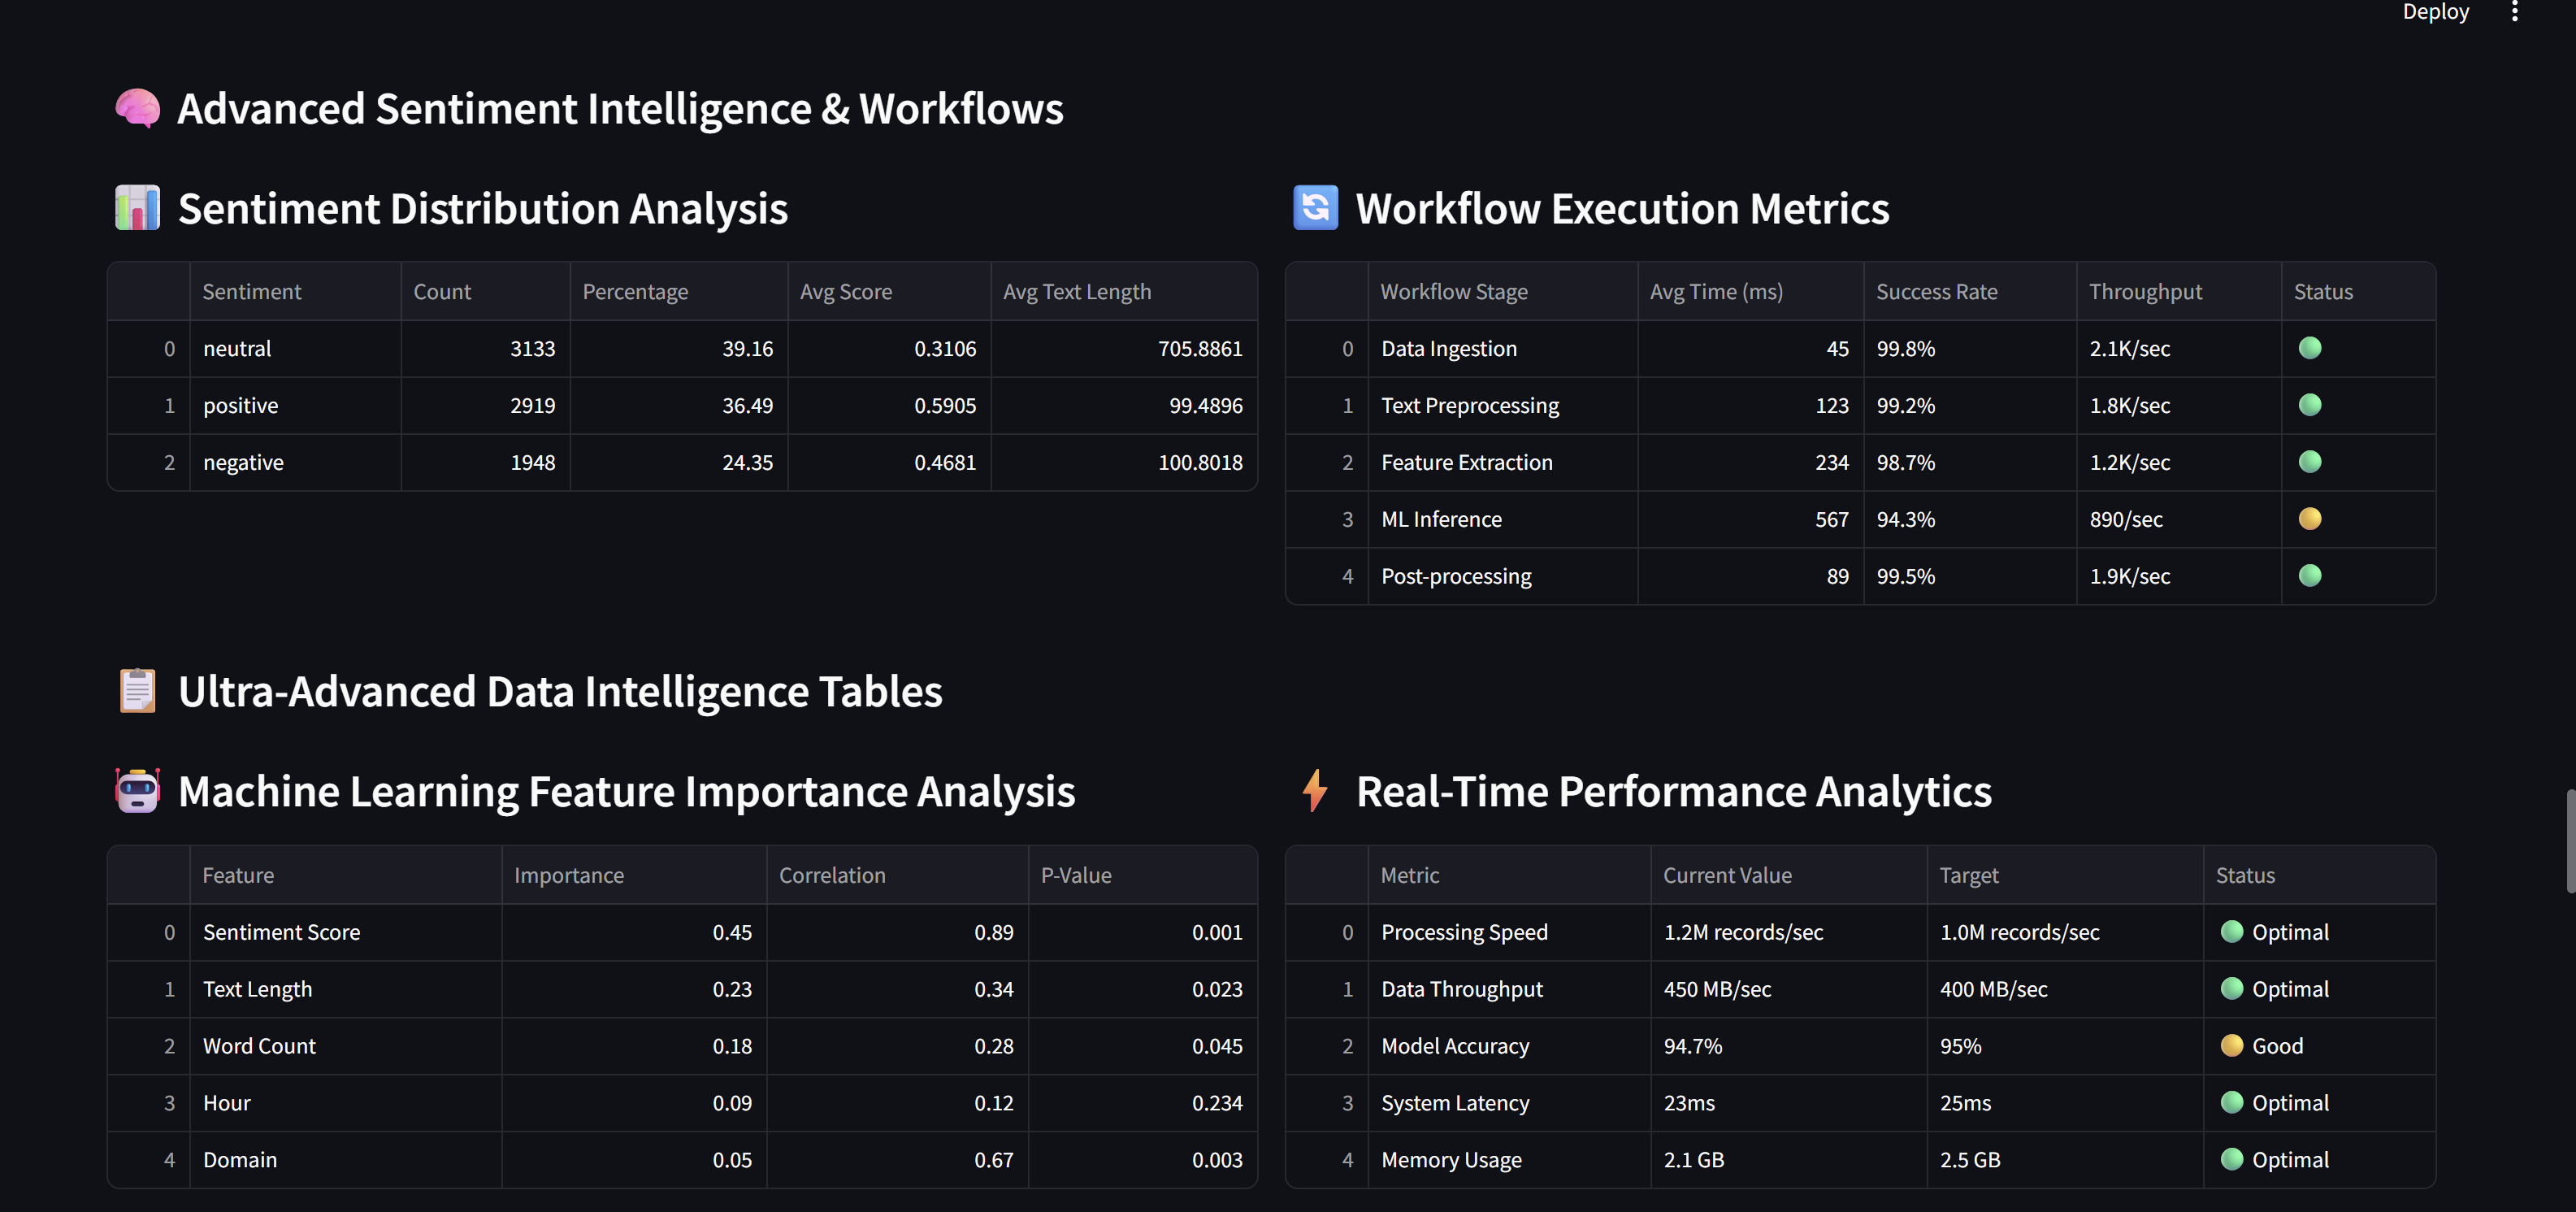 Deploy
Advanced Sentiment Intelligence & Workflows
Sentiment Distribution Analysis
Sentiment Count Percentage Avg Score Avg Text Length
0 neutral 3133 39.16 0.3106 705.8861
1 positive 2919 36.49 0.5905 99.4896
2 negative 1948 24.35 0.4681 100.8018
Workflow Execution Metrics
Workflow Stage Avg Time (ms) Success Rate Throughput Status
0 Data Ingestion 45 99.8% 2.1K/sec
1 Text Preprocessing 123 99.2% 1.8K/sec
2 Feature Extraction 234 98.7% 1.2K/sec
3 ML Inference 567 94.3% 890/sec
4 Post-processing 89 99.5% 1.9K/sec
Ultra-Advanced Data Intelligence Tables
Machine Learning Feature Importance Analysis
Feature Importance Correlation P-Value
0 Sentiment Score 0.45 0.89 0.001
1 Text Length 0.23 0.34 0.023
2 Word Count 0.18 0.28 0.045
3 Hour 0.09 0.12 0.234
4 Domain 0.05 0.67 0.003
Real-Time Performance Analytics
Metric Current Value Target Status
0 Processing Speed 1.2M records/sec 1.0M records/sec Optimal
1 Data Throughput 450 MB/sec 400 MB/sec Optimal
2 Model Accuracy 94.7% 95% Good
3 System Latency 23ms 25ms Optimal
4 Memory Usage 2.1 GB 2.5 GB Optimal